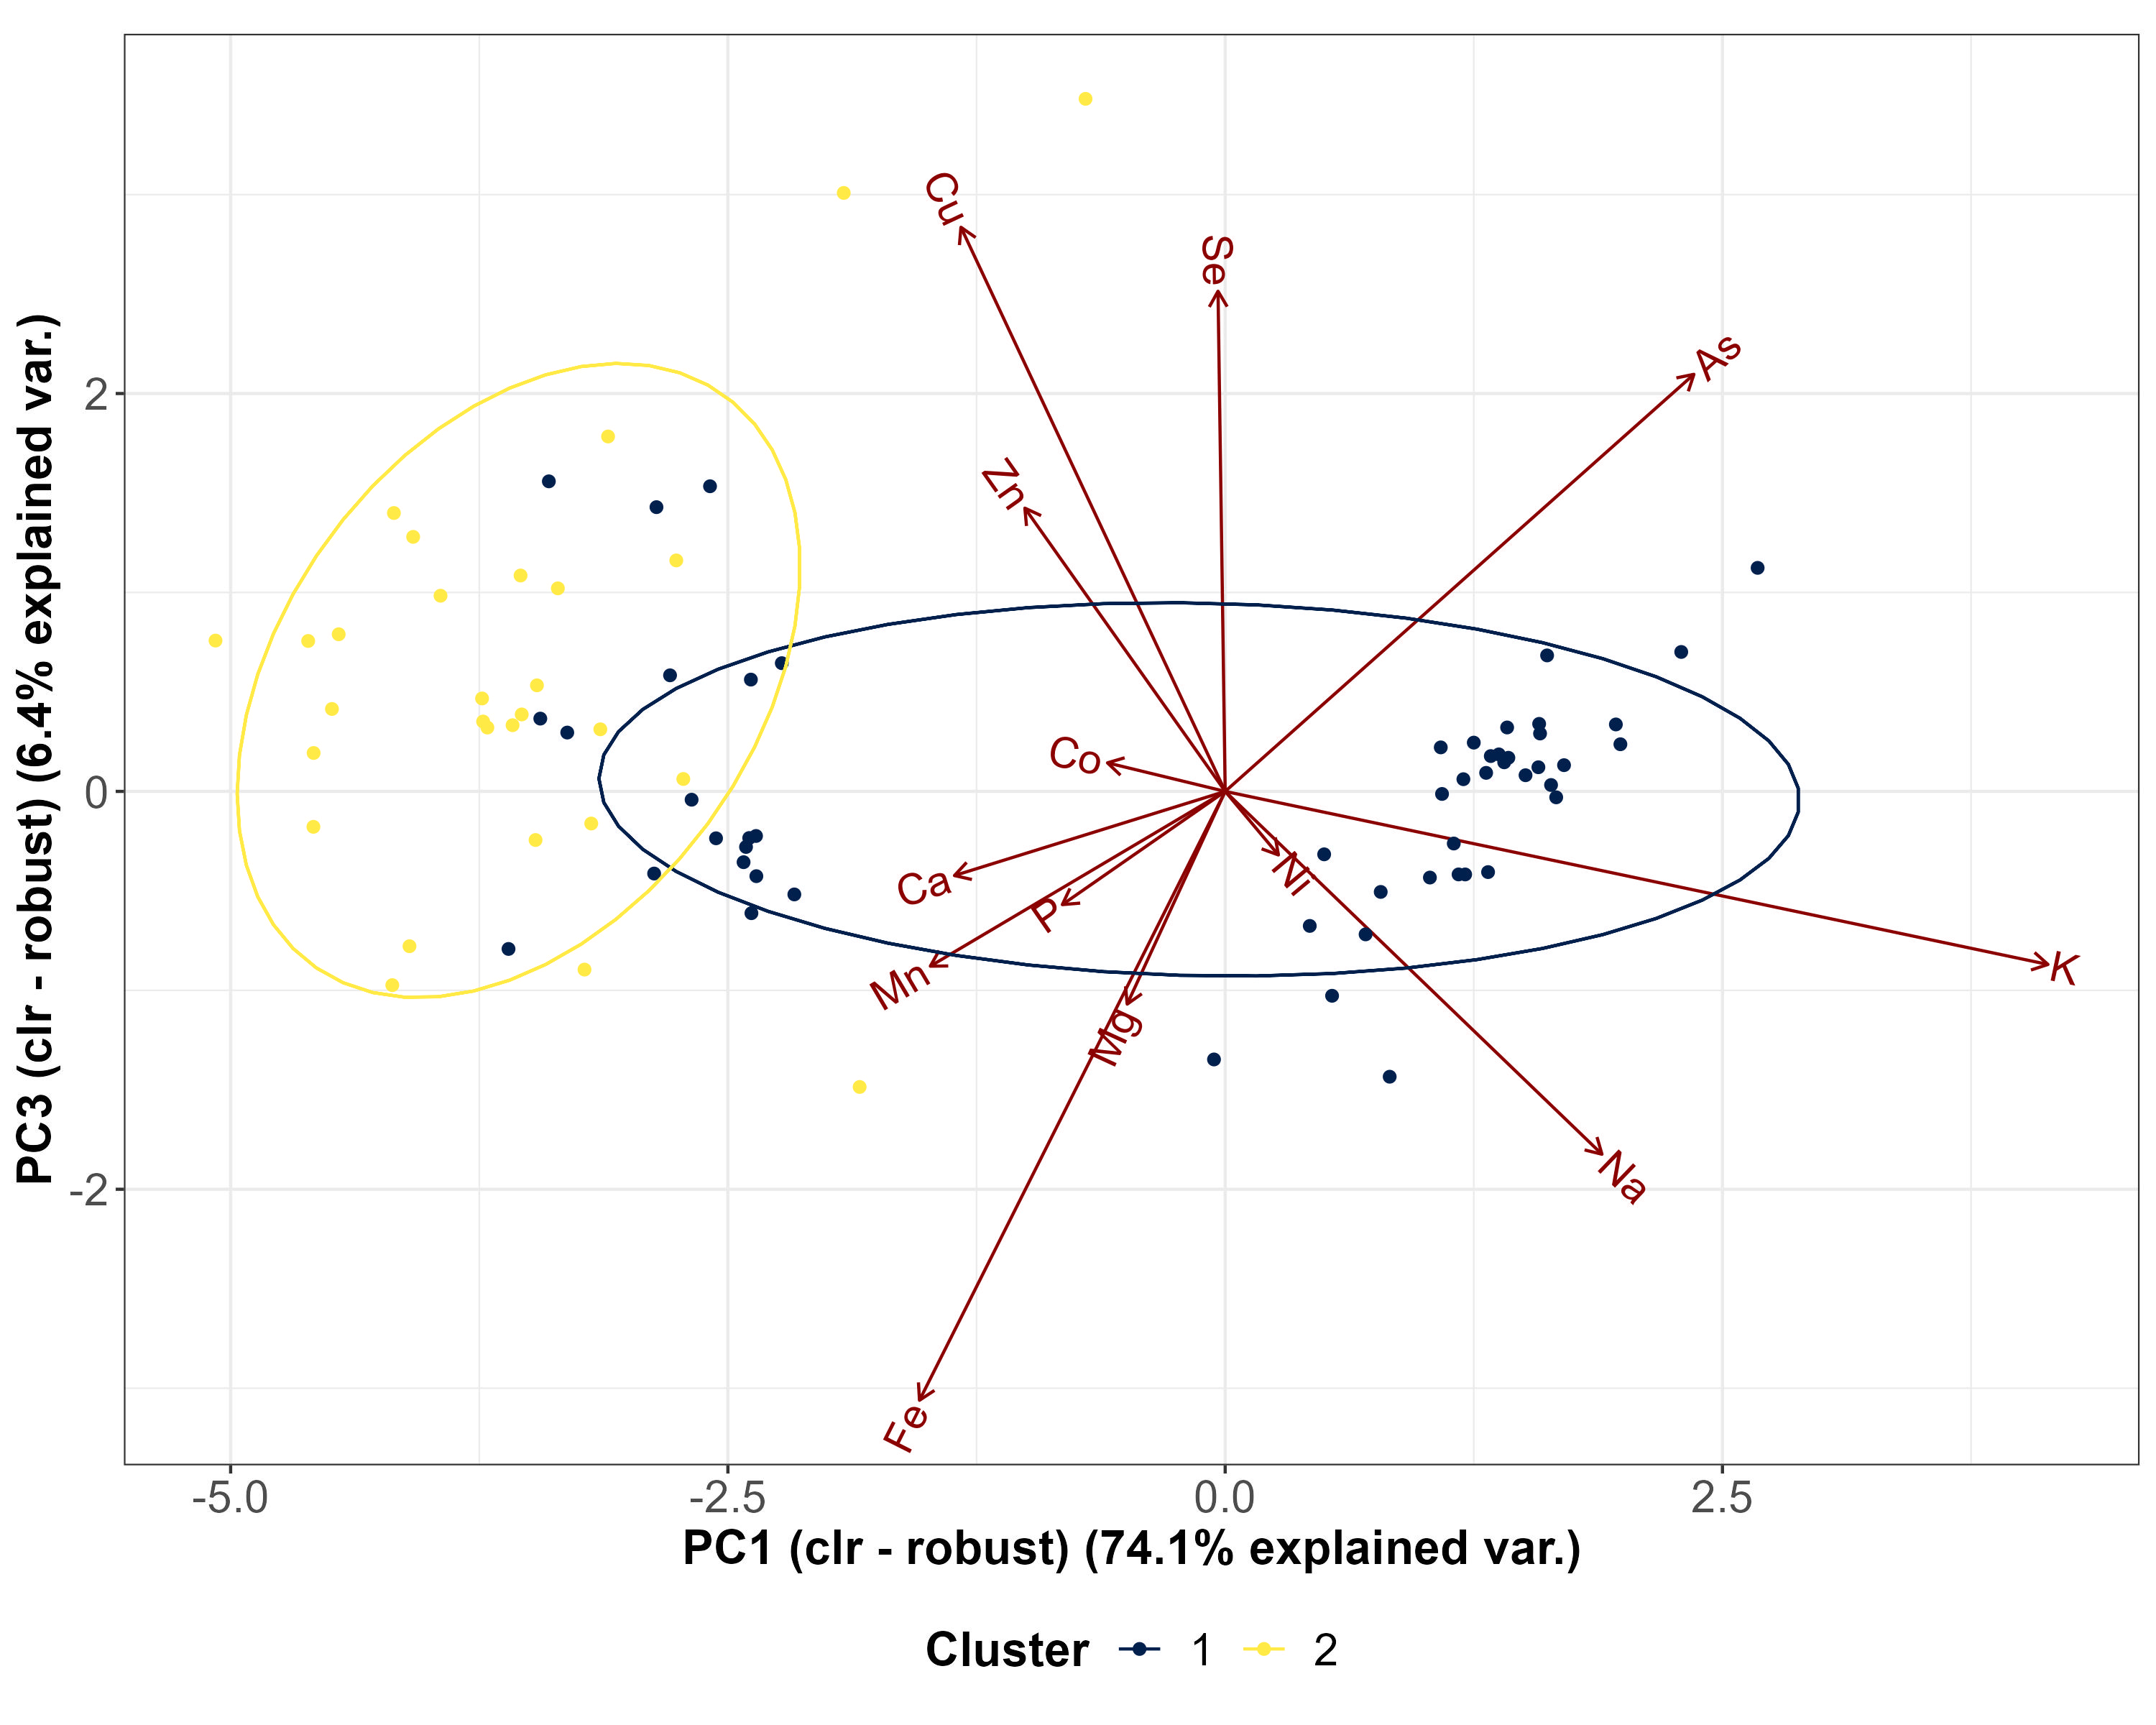 Cu
Se
As
2
Zn
Co
0
Ca
P
Ni
Mn
K
Mg
Na
-2
Fe
PC3 (clr - robust) (6.4% explained var.)
-5.0 -2.5 0.0 2.5
PC1 (clr - robust) (74.1% explained var.)
Cluster 1 2